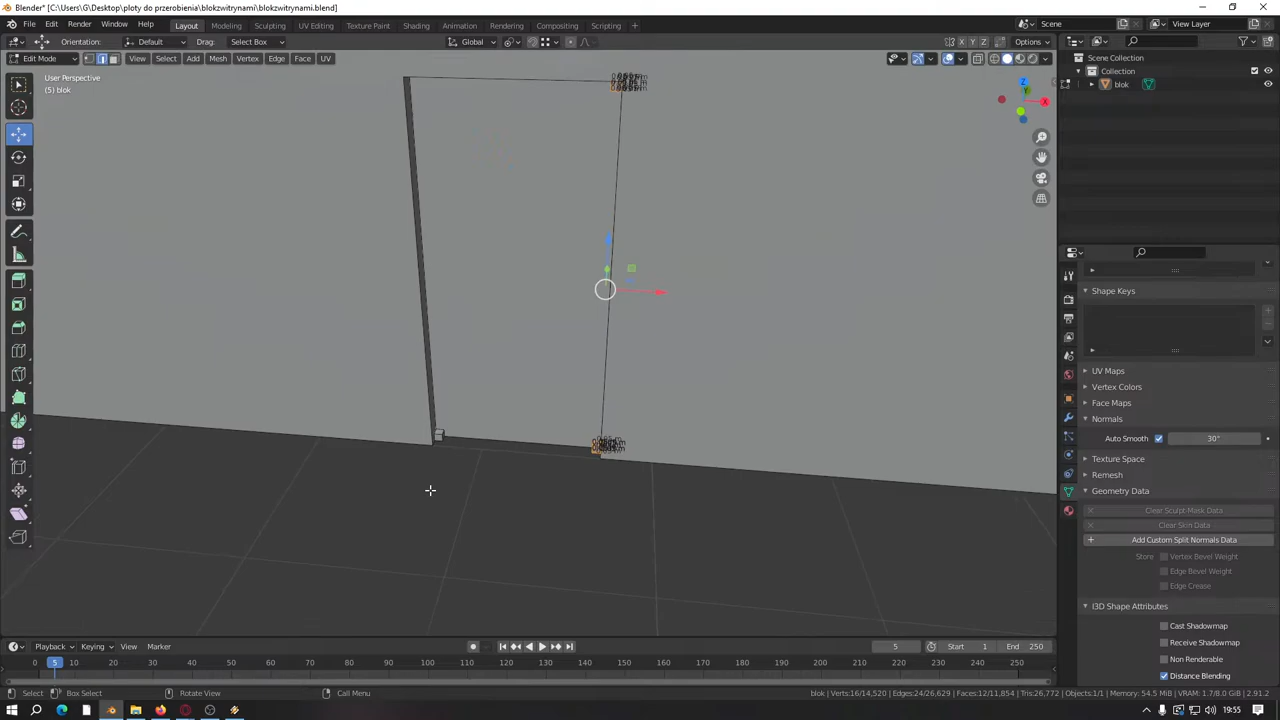 Blender* [C:\Users\G\Desktop\ploty do przerobienia\blokzwitrynami\blokzwitrynami.blend]
File Edit Render Window Help Layout Modeling Sculpting UV Editing Texture Paint Shading Animation Rendering Compositing Scripting + Scene View Layer
Orientation: Default Drag: Select Box Global X Y Z Options
Edit Mode View Select Add Mesh Vertex Edge Face UV
User Perspective
(5) blok
Z
Y
X
Scene Collection
Collection
blok
Shape Keys
UV Maps
Vertex Colors
Face Maps
Normals
Auto Smooth 30°
Texture Space
Remesh
Geometry Data
Clear Sculpt-Mask Data
Clear Skin Data
Add Custom Split Normals Data
Store Vertex Bevel Weight
Edge Bevel Weight
Edge Crease
I3D Shape Attributes
Cast Shadowmap
Receive Shadowmap
Non Renderable
Distance Blending
Playback Keying View Marker 5 Start 1 End 250
0 5 10 20 30 40 50 60 70 80 90 100 110 120 130 140 150 160 170 180 190 200 210 220 230 240 250
Select Box Select Rotate View Call Menu blok | Verts:16/14,520 | Edges:24/26,629 | Faces:12/11,854 | Tris:26,772 | Objects:1/1 | Memory: 54.5 MiB | VRAM: 1.7/8.0 GiB | 2.91.2
19:55